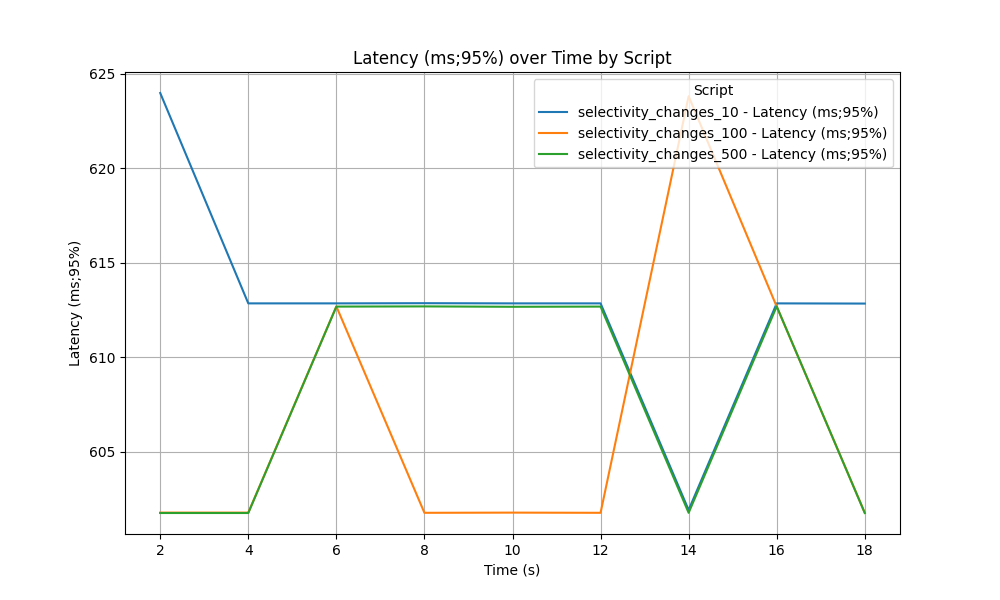 Latency (ms;95%) over Time by Script
Script
selectivity_changes_10 - Latency (ms;95%)
selectivity_changes_100 - Latency (ms;95%)
selectivity_changes_500 - Latency (ms;95%)
Latency (ms;95%)
625
620
615
610
605
2 4 6 8 10 12 14 16 18
Time (s)